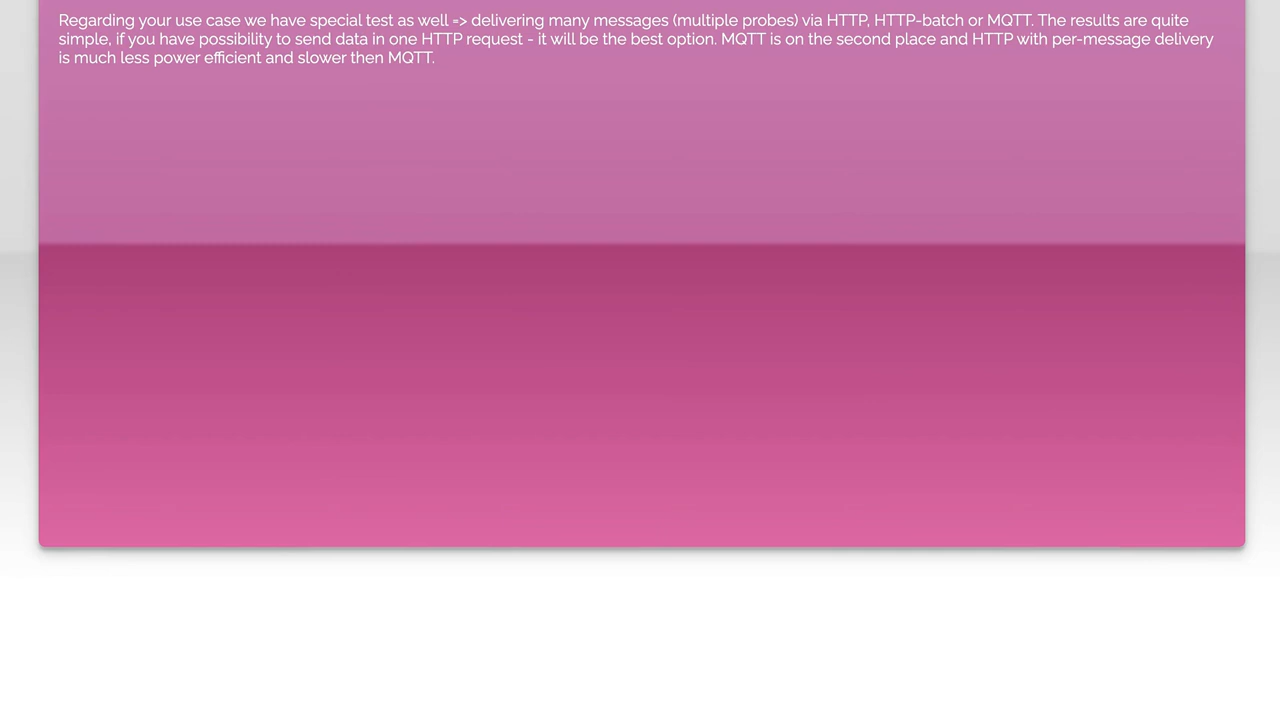 Regarding your use case we have special test as well => delivering many messages (multiple probes) via HTTP, HTTP-batch or MQTT. The results are quite
simple, if you have possibility to send data in one HTTP request - it will be the best option. MQTT is on the second place and HTTP with per-message delivery
is much less power efficient and slower then MQTT.